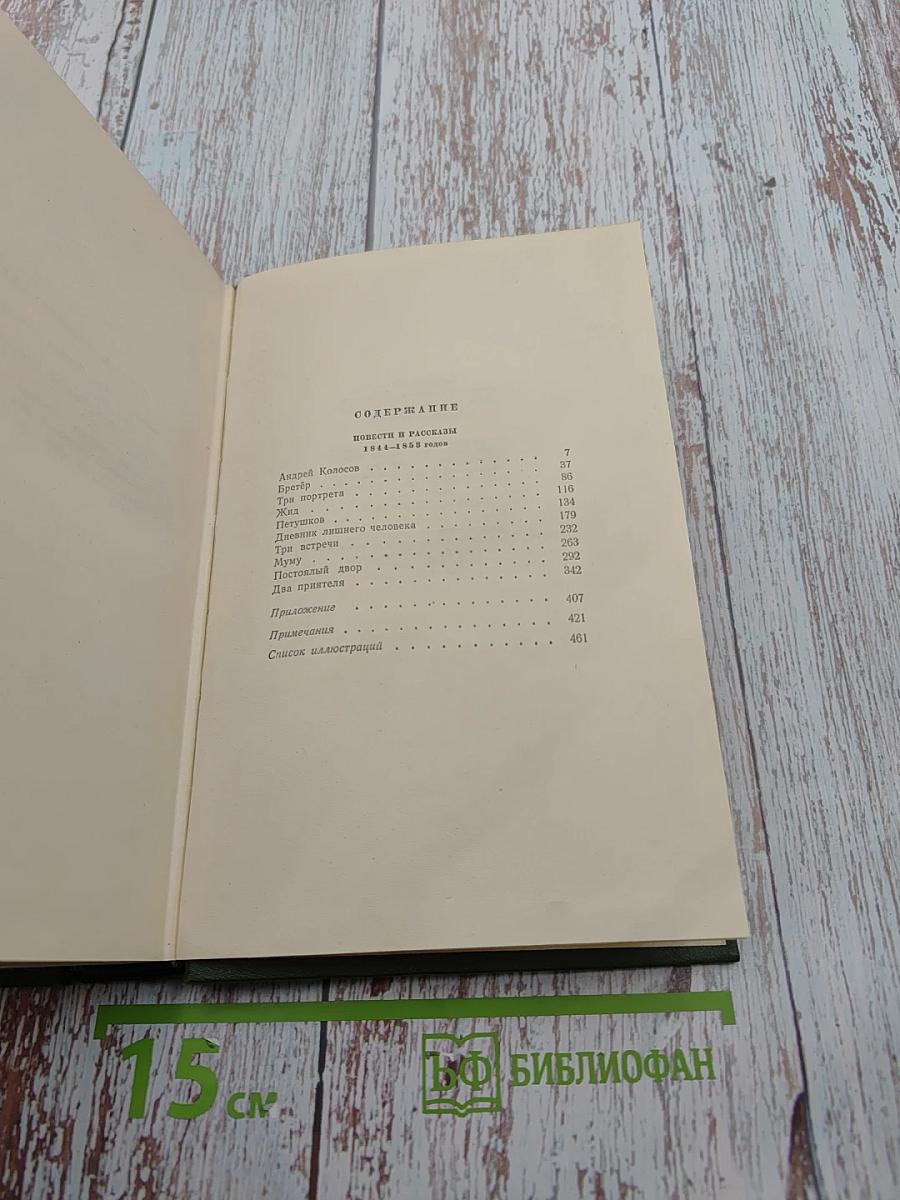 СОДЕРЖАНИЕ
ПОВЕСТИ И РАССКАЗЫ
1844—1853 годов
Андрей Колосов . . . . . . . . . . . . . 7
Бретёр . . . . . . . . . . . . . . . 37
Три портрета . . . . . . . . . . . . . 86
Жид . . . . . . . . . . . . . . . . 116
Петушков . . . . . . . . . . . . . . 134
Дневник лишнего человека . . . . . . . . 179
Три встречи . . . . . . . . . . . . . 232
Муму . . . . . . . . . . . . . . . 263
Постоялый двор . . . . . . . . . . . . 292
Два приятеля . . . . . . . . . . . . . 342
Приложение . . . . . . . . . . . . . 407
Примечания . . . . . . . . . . . . . 421
Список иллюстраций . . . . . . . . . . 461
15 см
БФ БИБЛИОФАН